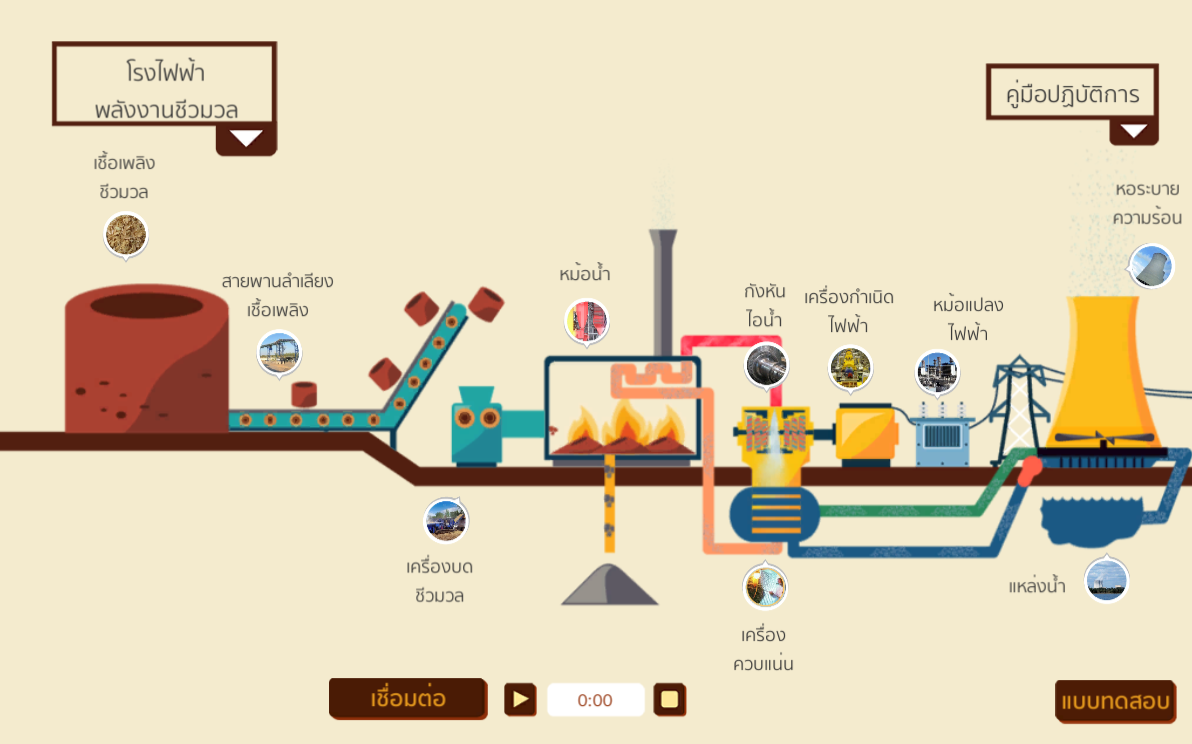 โรงไฟฟ้า
พลังงานชีวมวล
คู่มือปฏิบัติการ
เชื้อเพลิง
ชีวมวล
หอระบาย
ความร้อน
สายพานลำเลียง
เชื้อเพลิง
หม้อน้ำ
กังหัน
ไอน้ำ
เครื่องกำเนิด
ไฟฟ้า
หม้อแปลง
ไฟฟ้า
เครื่องบด
ชีวมวล
แหล่งน้ำ
เครื่อง
ควบแน่น
เชื่อมต่อ
0:00
แบบทดสอบ